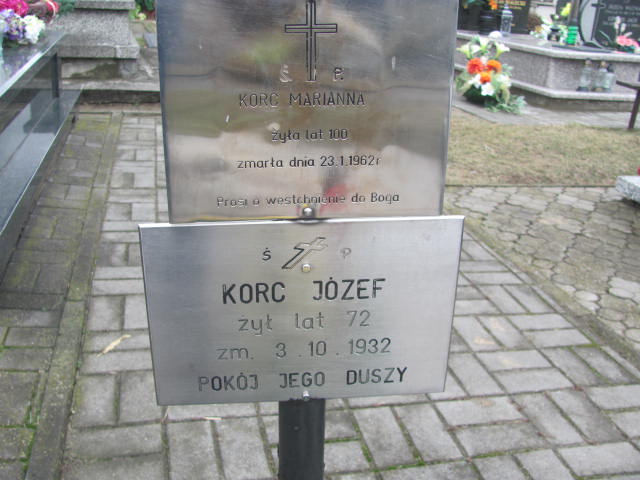 Ś P.
KORC MARIANNA
żyła lat 100
zmarła dnia 23.1.1962r
Prosi o westchnienie do Boga
Ś P
KORC JÓZEF
żył lat 72
zm. 3.10.1932
POKÓJ JEGO DUSZY